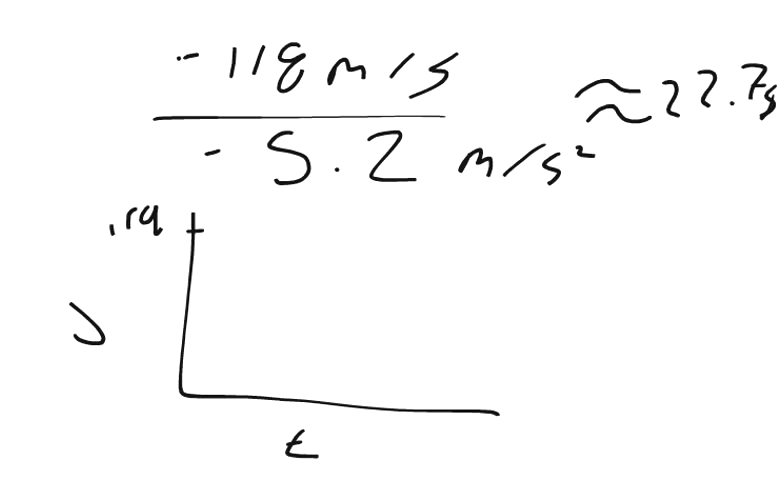 -118 m/s
- 5.2 m/s²
≈ 22.7s
t